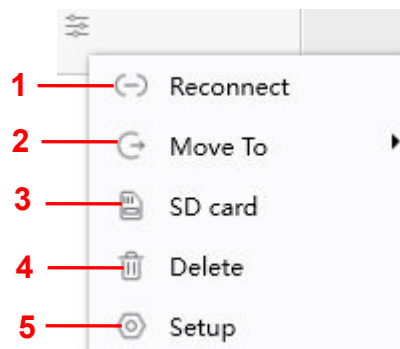 1 Reconnect
2 Move To
3 SD card
4 Delete
5 Setup